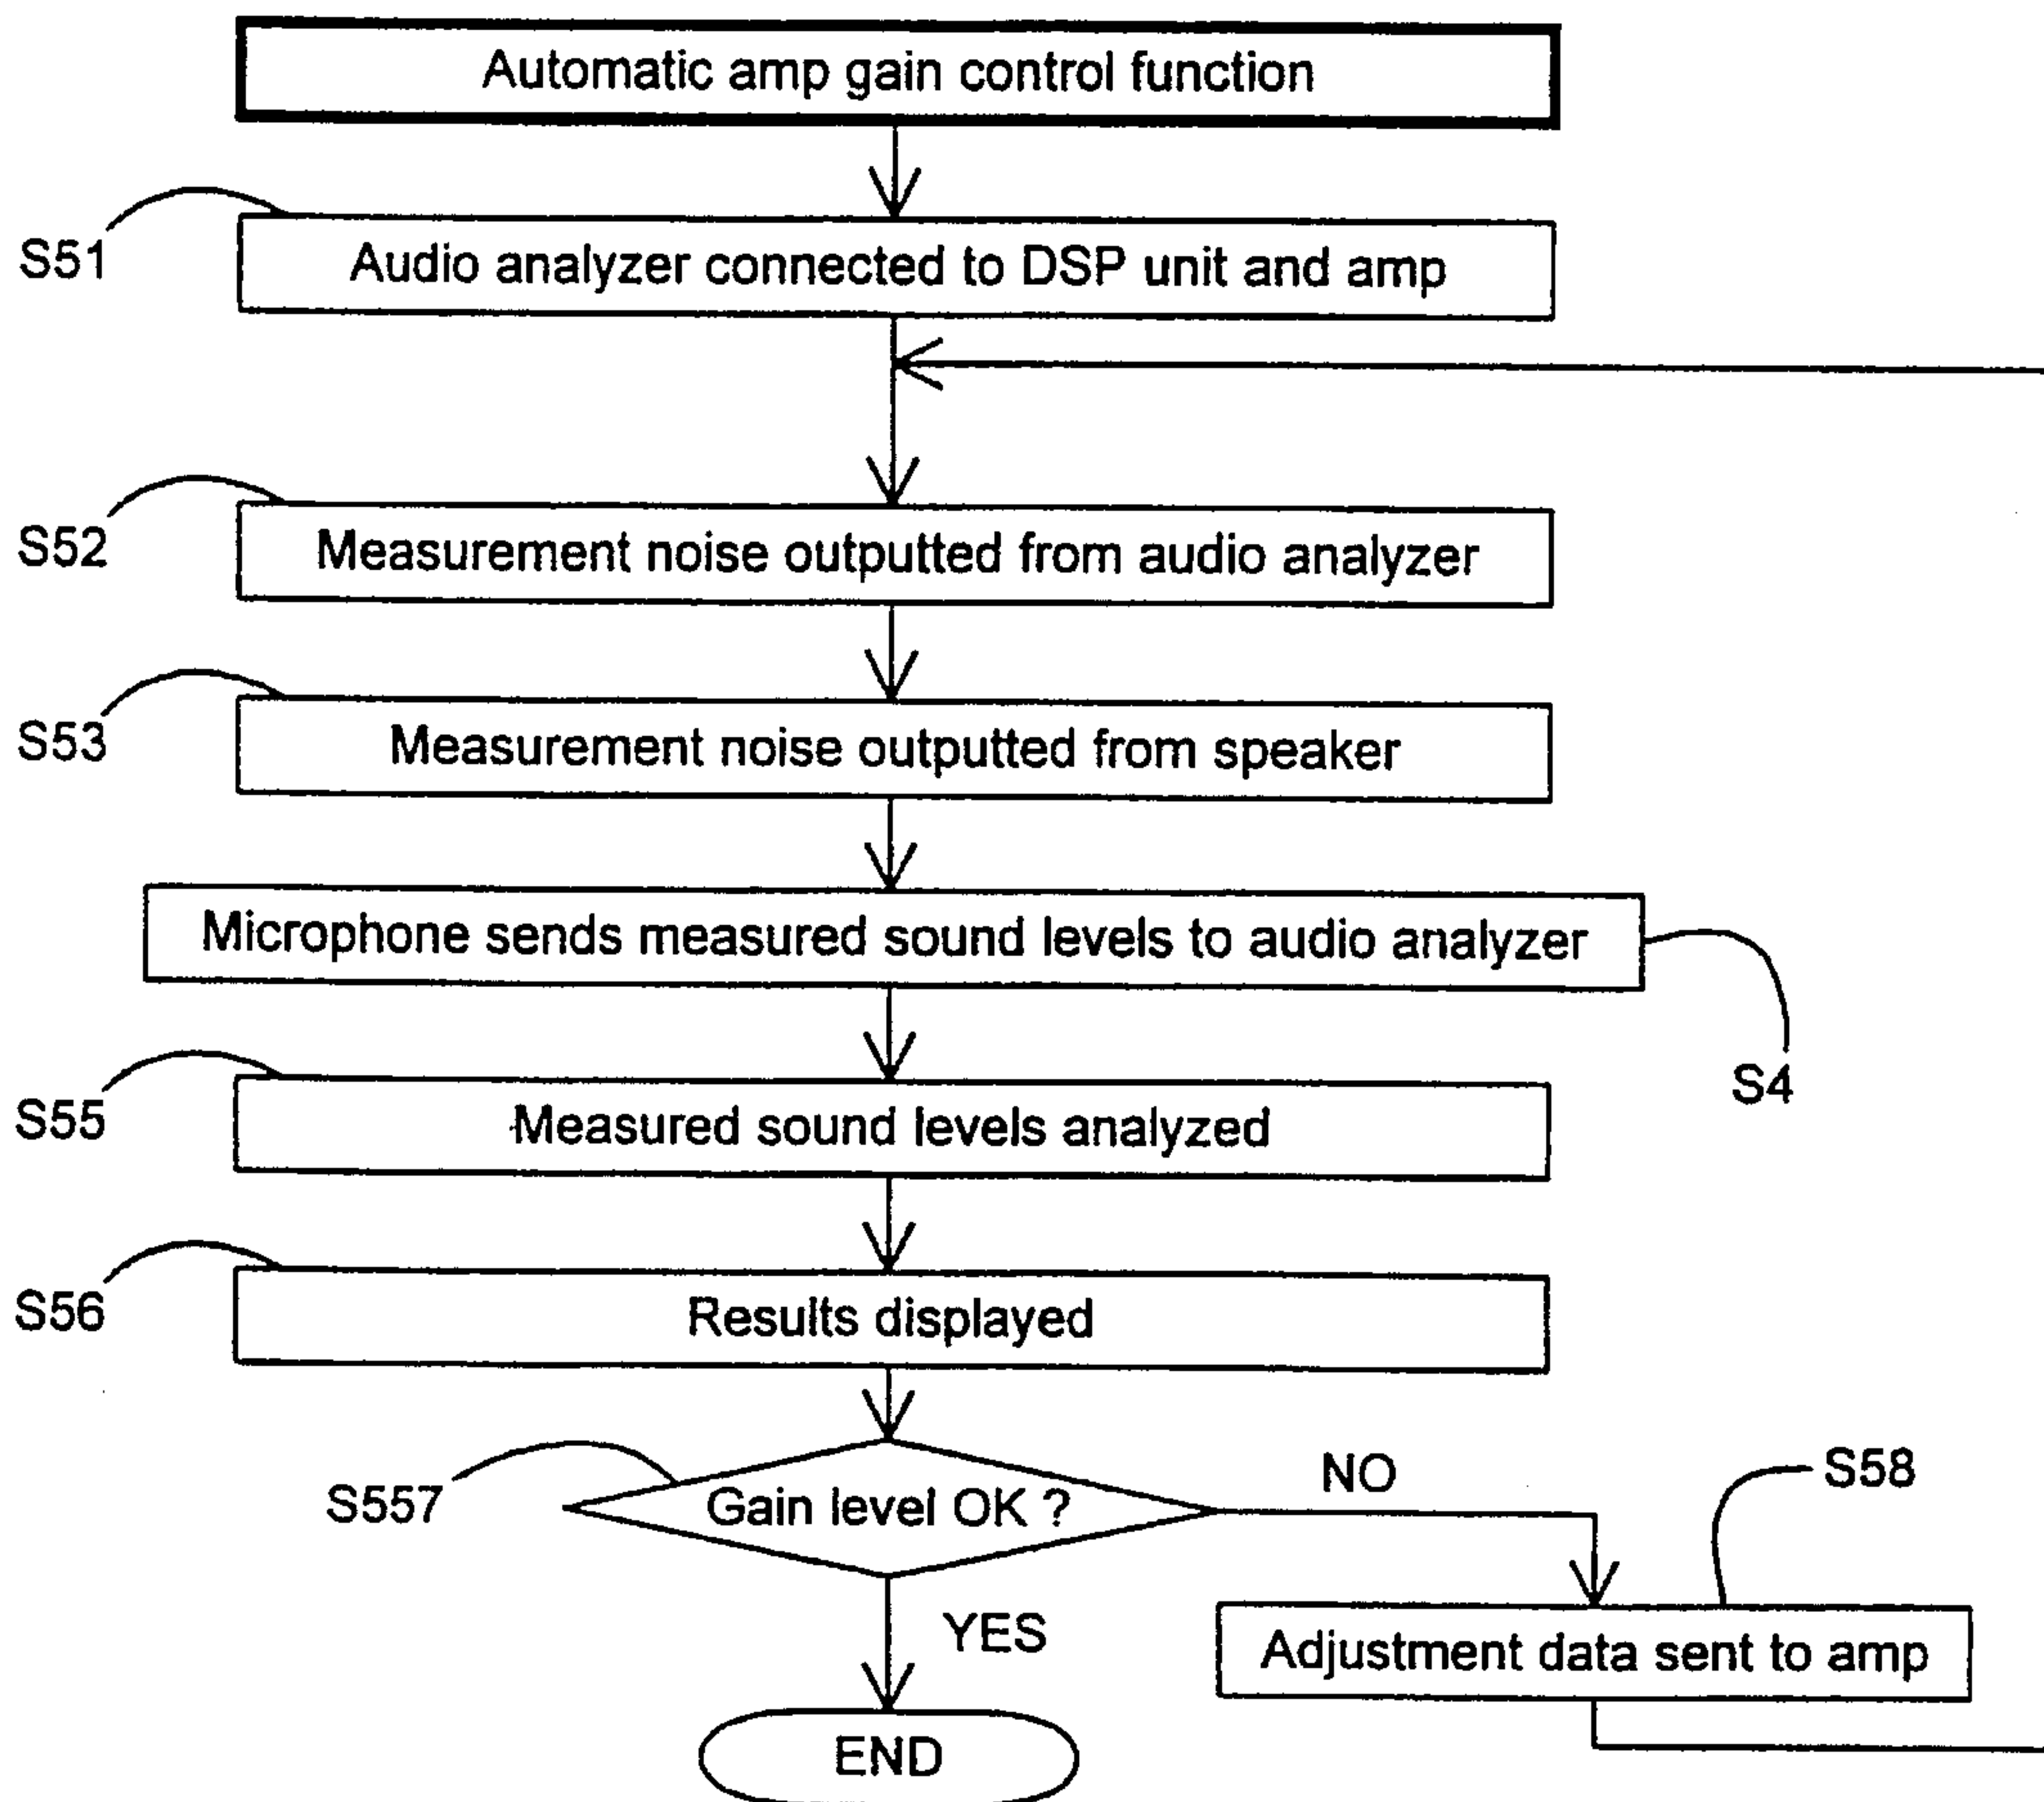 Automatic amp gain control function
S51
Audio analyzer connected to DSP unit and amp
S52
Measurement noise outputted from audio analyzer
S53
Measurement noise outputted from speaker
Microphone sends measured sound levels to audio analyzer
S4
S55
Measured sound levels analyzed
S56
Results displayed
S557
Gain level OK ?
NO
S58
YES
Adjustment data sent to amp
END